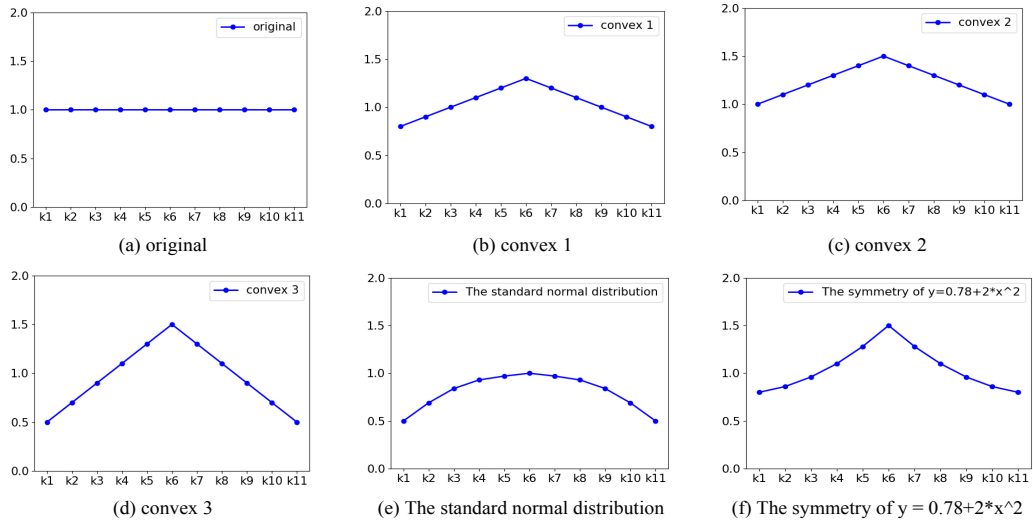 2.0
1.5
1.0
0.5
0.0
original
k1 k2 k3 k4 k5 k6 k7 k8 k9 k10 k11
(a) original
2.0
1.5
1.0
0.5
0.0
convex 1
k1 k2 k3 k4 k5 k6 k7 k8 k9 k10 k11
(b) convex 1
2.0
1.5
1.0
0.5
0.0
convex 2
k1 k2 k3 k4 k5 k6 k7 k8 k9 k10 k11
(c) convex 2
2.0
1.5
1.0
0.5
0.0
convex 3
k1 k2 k3 k4 k5 k6 k7 k8 k9 k10 k11
(d) convex 3
2.0
1.5
1.0
0.5
0.0
The standard normal distribution
k1 k2 k3 k4 k5 k6 k7 k8 k9 k10 k11
(e) The standard normal distribution
2.0
1.5
1.0
0.5
0.0
The symmetry of y=0.78+2*x^2
k1 k2 k3 k4 k5 k6 k7 k8 k9 k10 k11
(f) The symmetry of y = 0.78+2*x^2